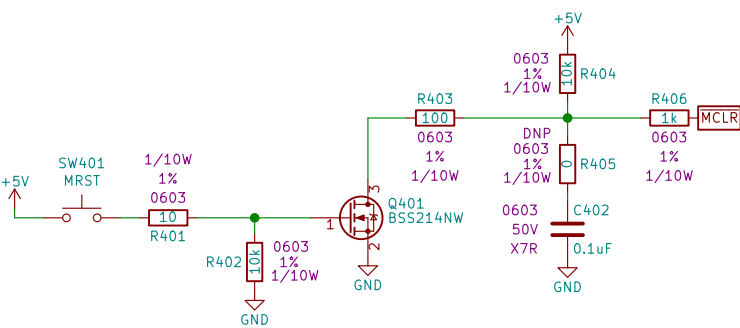 +5V
SW401
MRST
1/10W
1%
0603
10
R401
R402
10k
0603
1%
1/10W
GND
1
3
2
Q401
BSS214NW
GND
R403
100
0603
1%
1/10W
+5V
0603
1%
1/10W
10k
R404
DNP
0603
1%
1/10W
0
R405
0603
50V
X7R
C402
0.1uF
GND
R406
1k
0603
1%
1/10W
MCLR